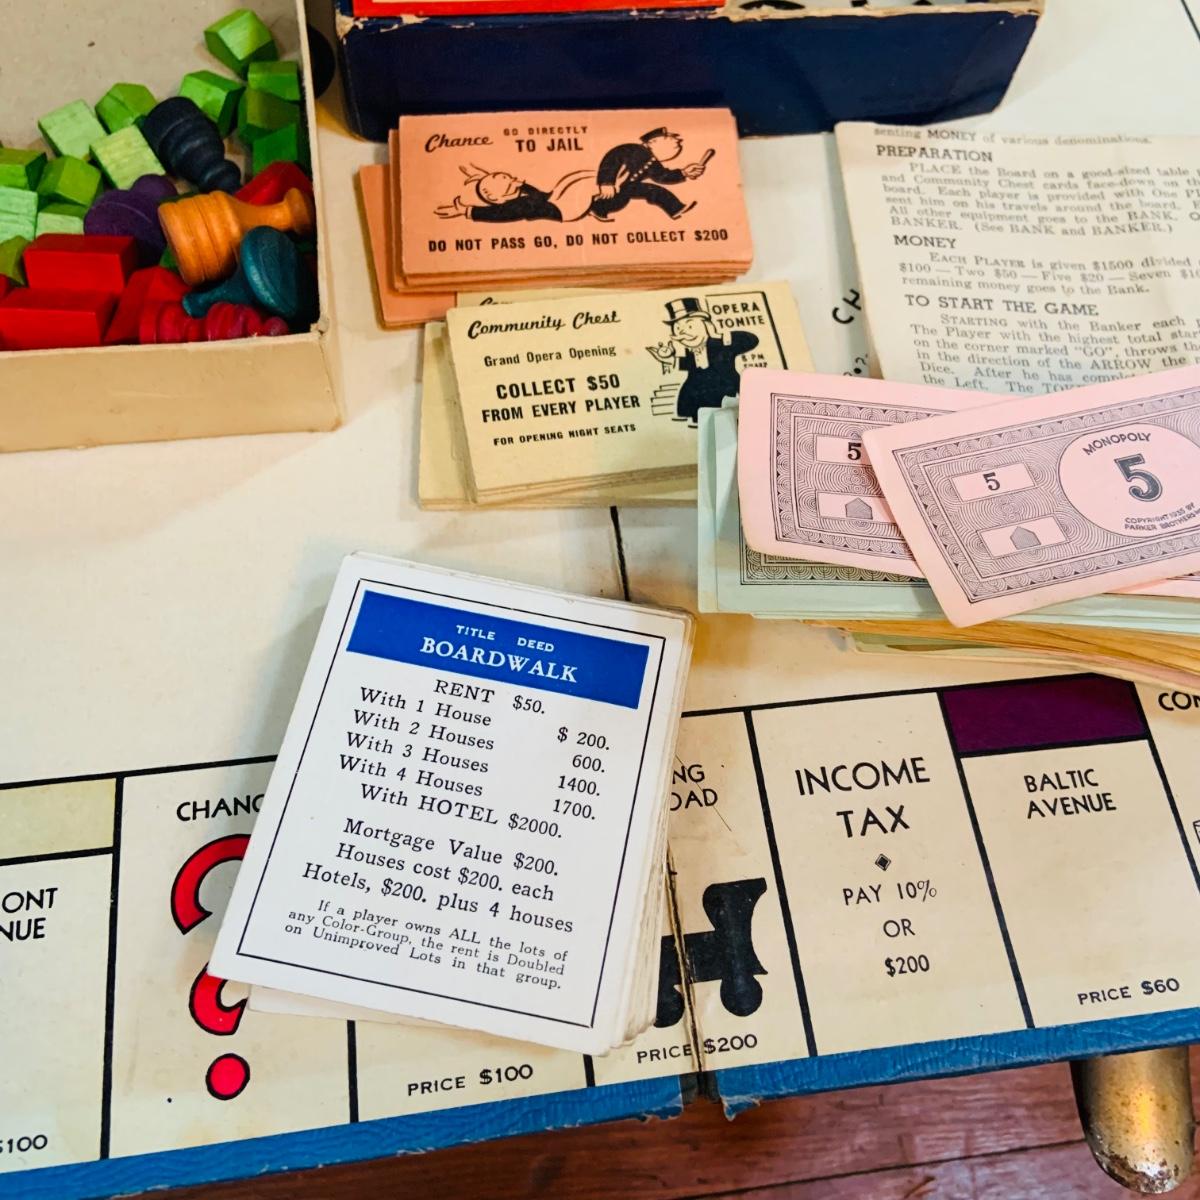 Chance GO DIRECTLY
TO JAIL
DO NOT PASS GO, DO NOT COLLECT $200
senting MONEY of various denominations.
PREPARATION
PLACE the Board on a good-sized table
and Community Chest cards face-down on the
board. Each player is provided with One
sent him on his travels around the board.
All other equipment goes to the BANK.
BANKER. (See BANK and BANKER.)
MONEY
EACH PLAYER is given $1500 divided
$100 — Two $50 — Five $20 — Seven
remaining money goes to the Bank.
TO START THE GAME
STARTING with the Banker each
The Player with the highest total
on the corner marked "GO", throws the
in the direction of the ARROW the
Dice. After he has
the Left. The
Community Chest
OPERA
TONITE
8 PM
Grand Opera Opening
COLLECT $50
FROM EVERY PLAYER
FOR OPENING NIGHT SEATS
CH
5
5
MONOPOLY
5
COPYRIGHT 1935 BY
PARKER BROTHERS
TITLE DEED
BOARDWALK
RENT $50.
With 1 House $ 200.
With 2 Houses 600.
With 3 Houses 1400.
With 4 Houses 1700.
With HOTEL $2000.
Mortgage Value $200.
Houses cost $200. each
Hotels, $200. plus 4 houses
If a player owns ALL the lots of
any Color-Group, the rent is Doubled
on Unimproved Lots in that group.
ONT
NUE
$100
CHANC
?
PRICE $100
NG
OAD
PRICE $200
INCOME
TAX
PAY 10%
OR
$200
BALTIC
AVENUE
PRICE $60
COM